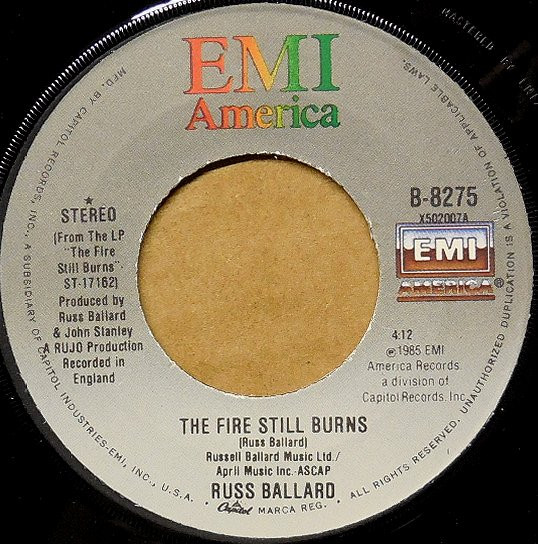 EMI
America
MASTERED BY
★
STEREO
(From The LP
"The Fire
Still Burns"
ST-17162)
Produced by
Russ Ballard
& John Stanley
A RUJO Production
Recorded in
England
B-8275
X502007A
EMI
AMERICA®
4:12
℗1985 EMI
America Records
a division of
Capitol Records, Inc.
THE FIRE STILL BURNS
(Russ Ballard)
Russell Ballard Music Ltd./
April Music Inc.-ASCAP
RUSS BALLARD
MFD. BY CAPITOL RECORDS, INC., A SUBSIDIARY OF CAPITOL INDUSTRIES-EMI, INC., U.S.A. Capitol MARCA REG. ALL RIGHTS RESERVED. UNAUTHORIZED DUPLICATION IS A VIOLATION OF APPLICABLE LAWS.